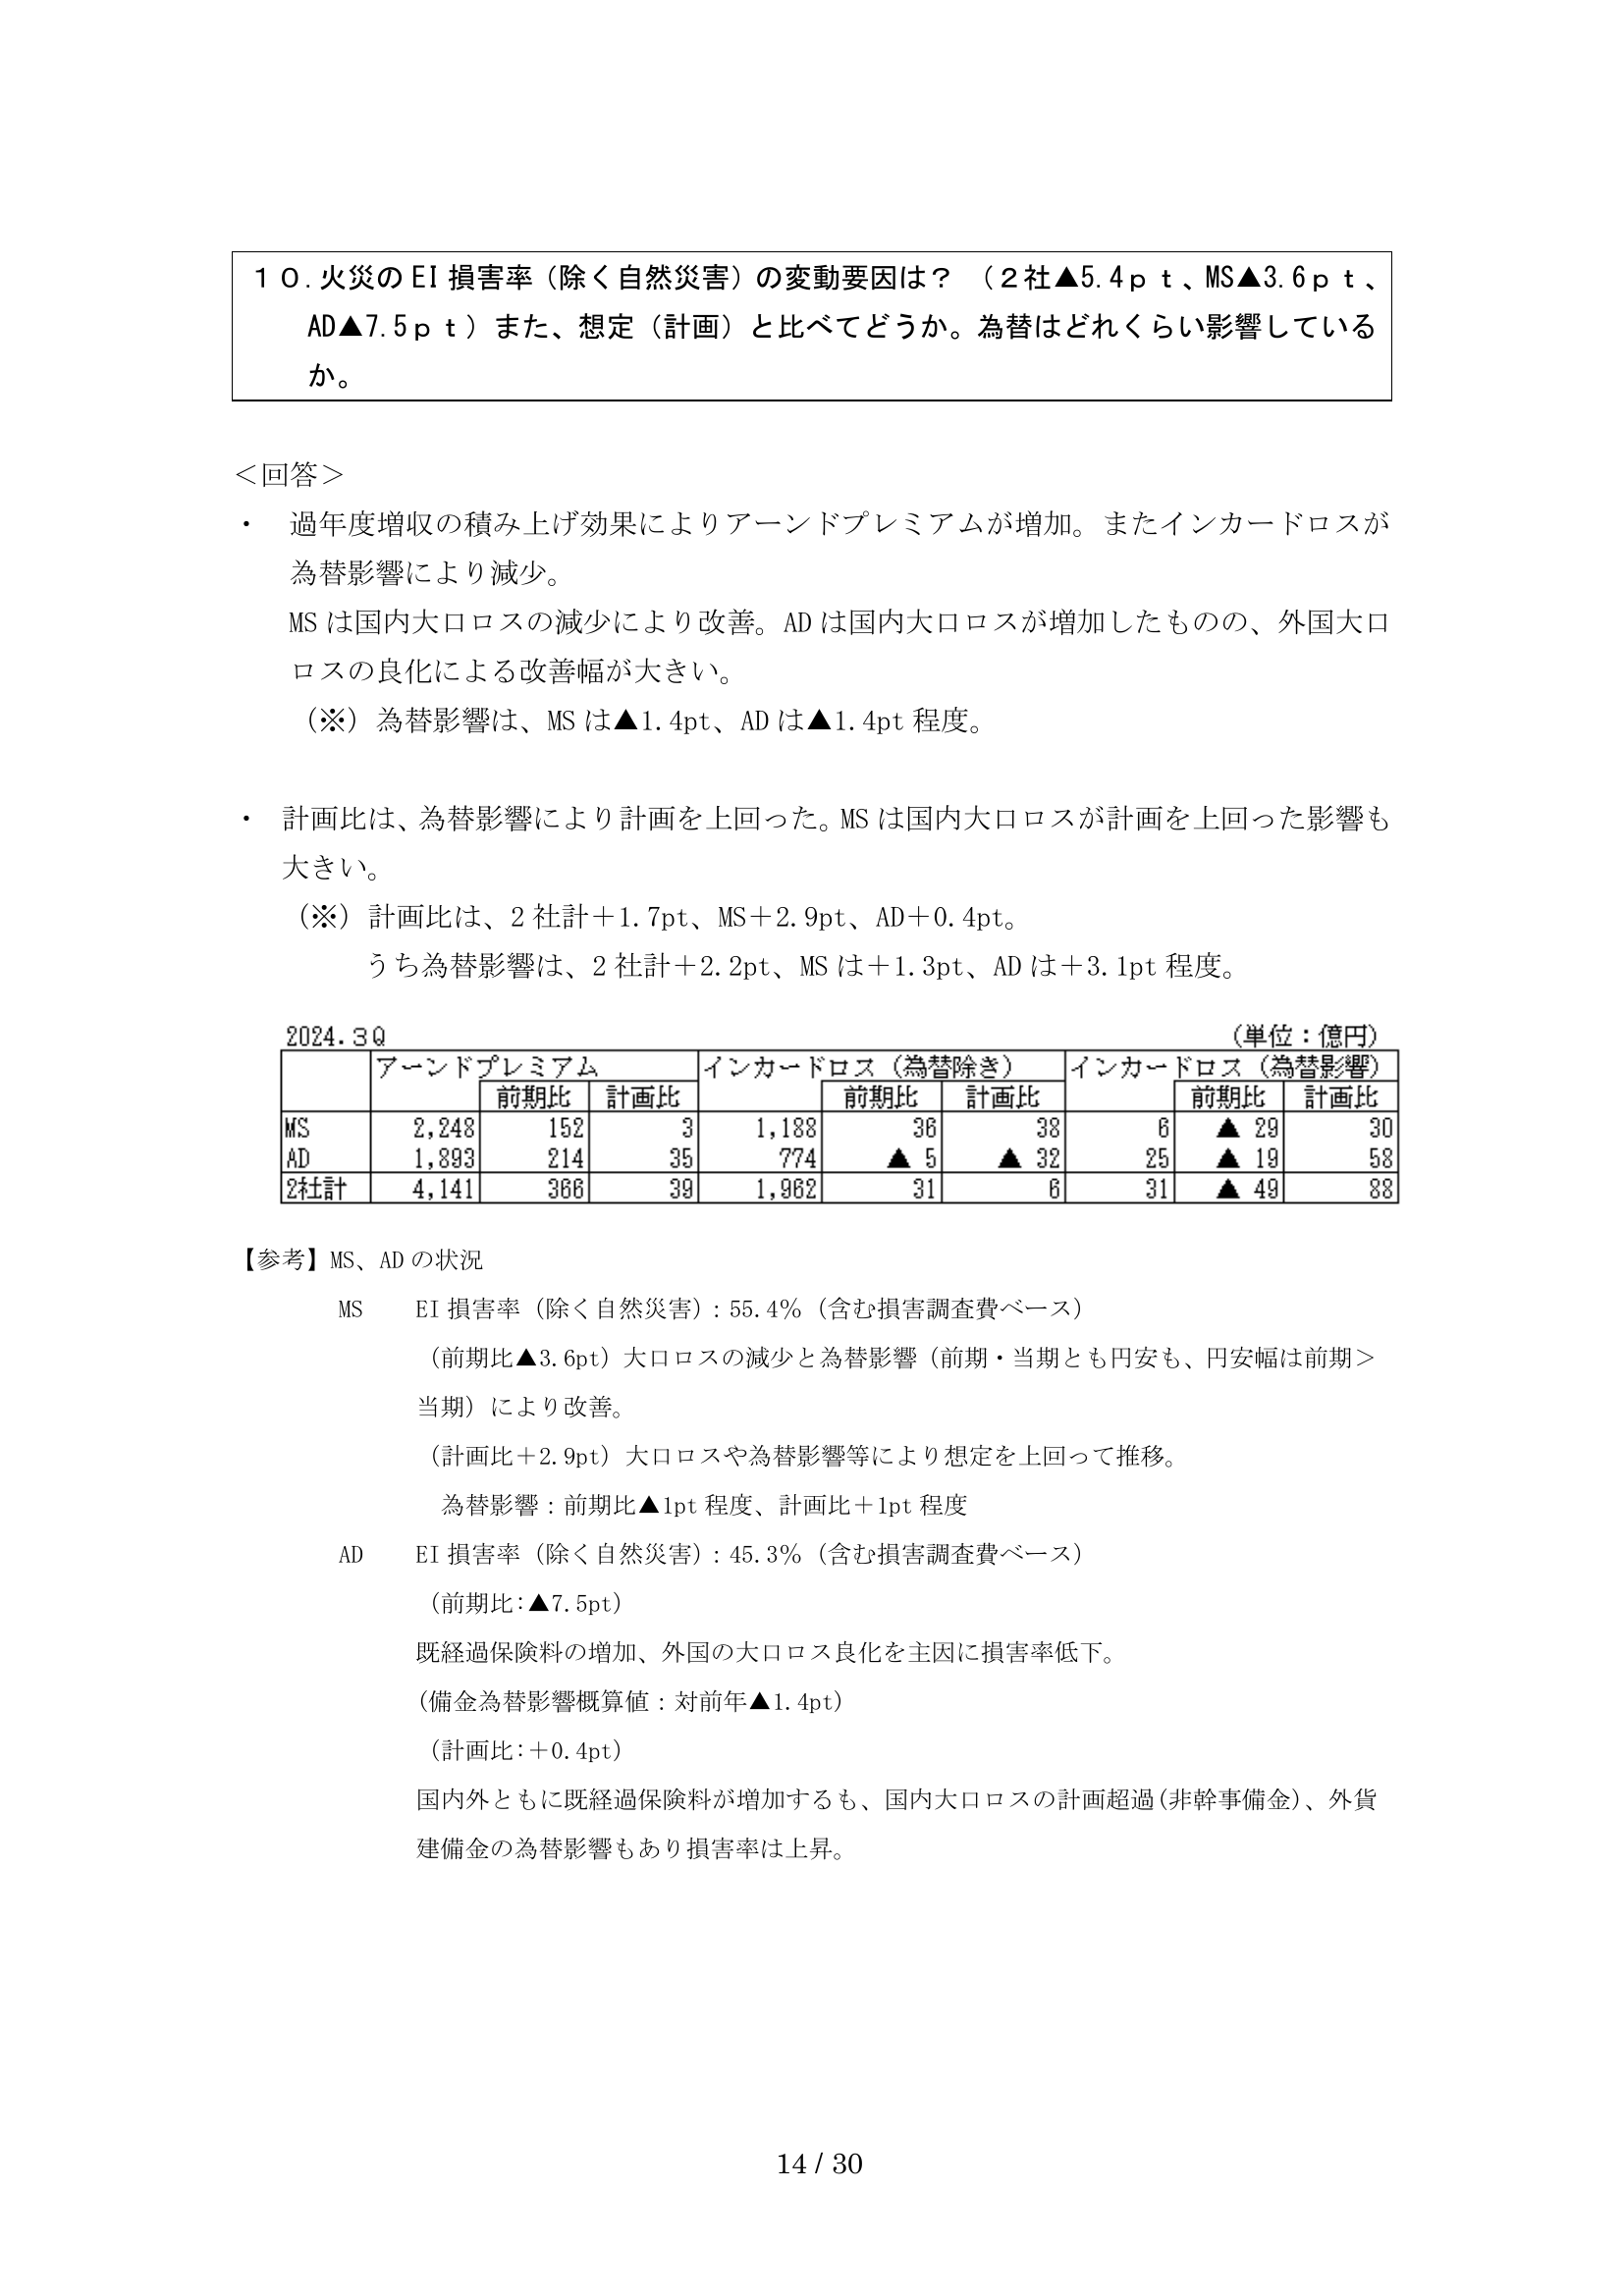 １０.火災のEI損害率（除く自然災害）の変動要因は？ （２社▲5.4ｐｔ、MS▲3.6ｐｔ、
AD▲7.5ｐｔ）また、想定（計画）と比べてどうか。為替はどれくらい影響している
か。
＜回答＞
・ 過年度増収の積み上げ効果によりアーンドプレミアムが増加。またインカードロスが
為替影響により減少。
MSは国内大口ロスの減少により改善。ADは国内大口ロスが増加したものの、外国大口
ロスの良化による改善幅が大きい。
（※）為替影響は、MSは▲1.4pt、ADは▲1.4pt程度。
・ 計画比は、為替影響により計画を上回った。MSは国内大口ロスが計画を上回った影響も
大きい。
（※）計画比は、2社計＋1.7pt、MS＋2.9pt、AD＋0.4pt。
うち為替影響は、2社計＋2.2pt、MSは＋1.3pt、ADは＋3.1pt程度。
2024.３Q （単位：億円）
アーンドプレミアム インカードロス（為替除き） インカードロス（為替影響）
前期比 計画比 前期比 計画比 前期比 計画比
MS 2,248 152 3 1,188 36 38 6 ▲ 29 30
AD 1,893 214 35 774 ▲ 5 ▲ 32 25 ▲ 19 58
2社計 4,141 366 39 1,962 31 6 31 ▲ 49 88
【参考】MS、ADの状況
MS EI損害率（除く自然災害）：55.4％（含む損害調査費ベース）
（前期比▲3.6pt）大口ロスの減少と為替影響（前期・当期とも円安も、円安幅は前期＞
当期）により改善。
（計画比＋2.9pt）大口ロスや為替影響等により想定を上回って推移。
為替影響：前期比▲1pt程度、計画比＋1pt程度
AD EI損害率（除く自然災害）：45.3％（含む損害調査費ベース）
（前期比：▲7.5pt）
既経過保険料の増加、外国の大口ロス良化を主因に損害率低下。
（備金為替影響概算値：対前年▲1.4pt）
（計画比：＋0.4pt）
国内外ともに既経過保険料が増加するも、国内大口ロスの計画超過(非幹事備金)、外貨
建備金の為替影響もあり損害率は上昇。
14 / 30